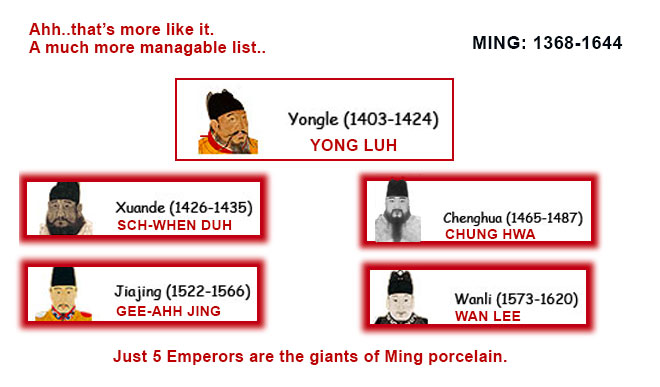 Ahh..that's more like it.
A much more managable list..
MING: 1368-1644
Yongle (1403-1424)
YONG LUH
Xuande (1426-1435)
SCH-WHEN DUH
Chenghua (1465-1487)
CHUNG HWA
Jiajing (1522-1566)
GEE-AHH JING
Wanli (1573-1620)
WAN LEE
Just 5 Emperors are the giants of Ming porcelain.